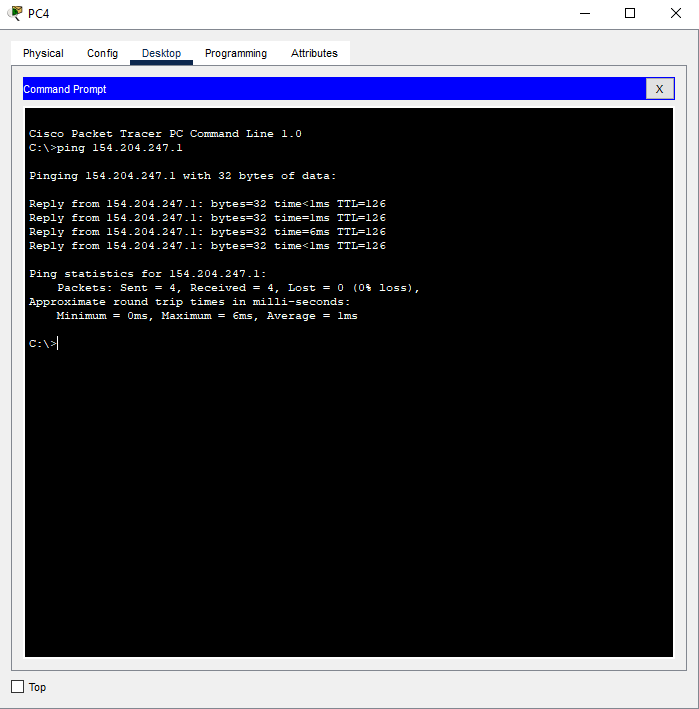 PC4
Physical Config Desktop Programming Attributes
Command Prompt X
Cisco Packet Tracer PC Command Line 1.0
C:\>ping 154.204.247.1
Pinging 154.204.247.1 with 32 bytes of data:
Reply from 154.204.247.1: bytes=32 time<1ms TTL=126
Reply from 154.204.247.1: bytes=32 time=1ms TTL=126
Reply from 154.204.247.1: bytes=32 time=6ms TTL=126
Reply from 154.204.247.1: bytes=32 time<1ms TTL=126
Ping statistics for 154.204.247.1:
    Packets: Sent = 4, Received = 4, Lost = 0 (0% loss),
Approximate round trip times in milli-seconds:
    Minimum = 0ms, Maximum = 6ms, Average = 1ms
C:\>
Top